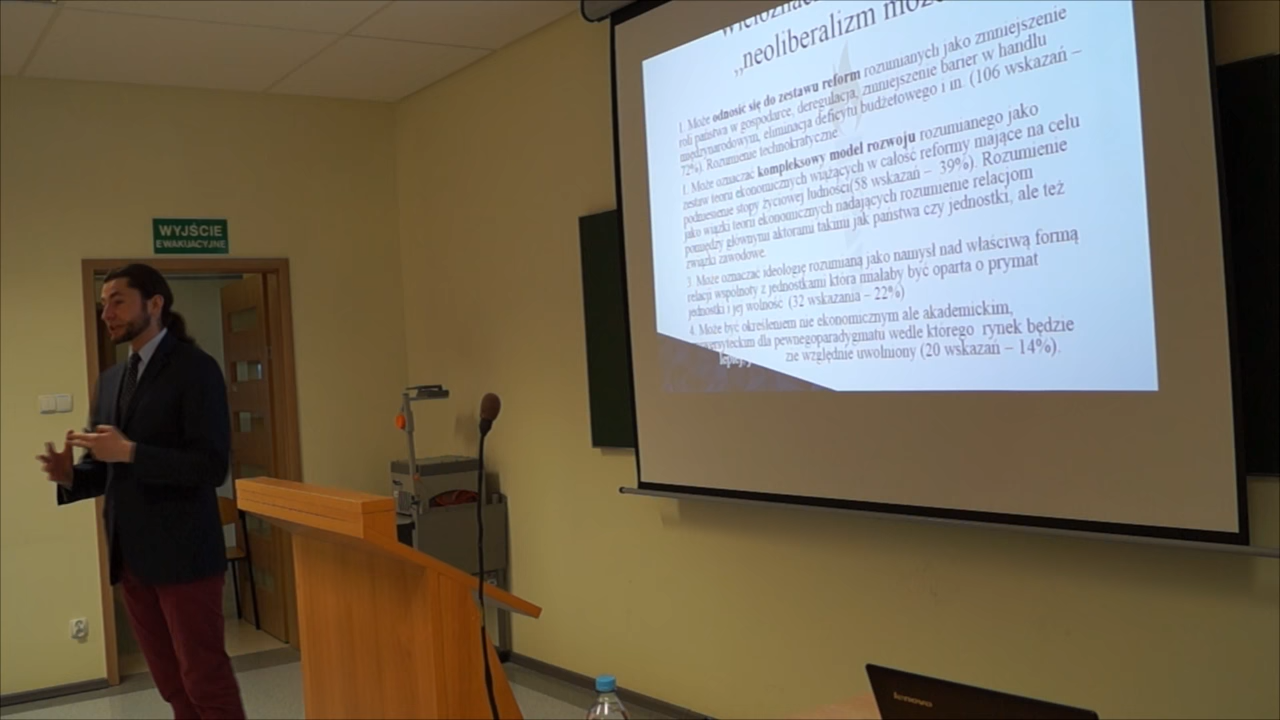 WYJŚCIE
EWAKUACYJNE
„neoliberalizm może
1. Może odnosić się do zestawu reform rozumianych jako zmniejszenie
roli państwa w gospodarce, deregulacja, zmniejszenie barier w handlu
międzynarodowym, eliminacja deficytu budżetowego i in. (106 wskazań –
72%). Rozumienie technokratyczne
1. Może oznaczać kompleksowy model rozwoju rozumianego jako
zestaw teorii ekonomicznych wiążących w całość reformy mające na celu
podniesienie stopy życiowej ludności(58 wskazań – 39%). Rozumienie
jako wiązki teorii ekonomicznych nadających rozumienie relacjom
pomiędzy głównymi aktorami takimi jak państwa czy jednostki, ale też
związki zawodowe.
3. Może oznaczać ideologię rozumianą jako namysł nad właściwą formą
relacji wspólnoty z jednostkami która miałaby być oparta o prymat
jednostki i jej wolność (32 wskazania – 22%)
4. Może być określeniem nie ekonomicznym ale akademickim,
dla pewnegoparadygmatu wedle którego rynek będzie
względnie uwolniony (20 wskazań – 14%).
lenovo